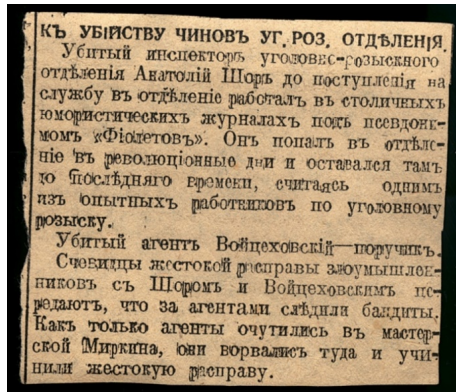 КЪ УБІЙСТВУ ЧИНОВЪ УГ. РОЗ. ОТДѢЛЕНІЯ.
Убитый инспекторъ уголовно-розыскного
отдѣленія Анатолій Шоръ до поступленія на
службу въ отдѣленіе работалъ въ столичныхъ
юмористическихъ журналахъ подъ псевдони-
момъ «Фіолетовъ». Онъ попалъ въ отдѣле-
ніе въ революціонные дни и оставался тамъ
до послѣдняго времени, считаясь однимъ
изъ опытныхъ работниковъ по уголовному
розыску.
Убитый агентъ Войцеховскій—поручикъ.
Счевидцы жестокой расправы злоумышлен-
никовъ съ Шоромъ и Войцеховскимъ пе-
редаютъ, что за агентами слѣдили бандиты.
Какъ только агенты очутились въ мастер-
ской Миркина, они ворвались туда и учи-
нили жестокую расправу.